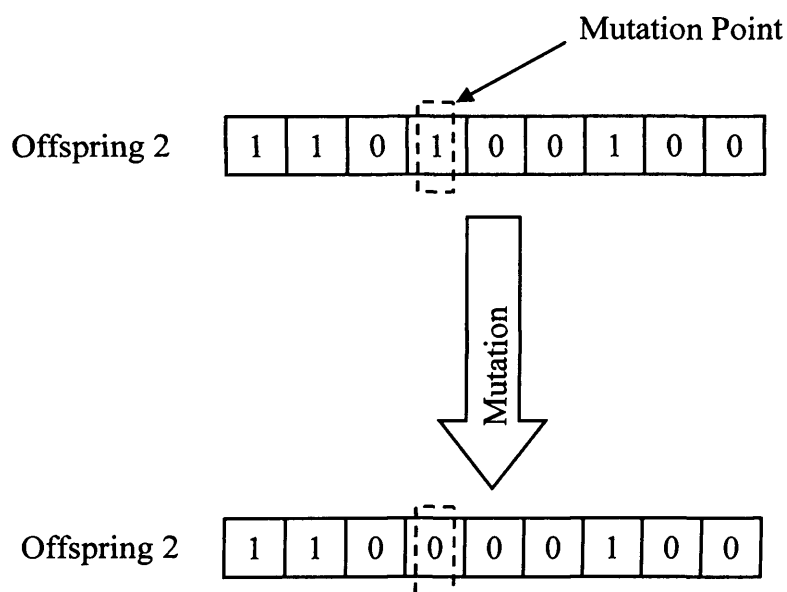 Mutation Point
Offspring 2 1 1 0 1 0 0 1 0 0
Mutation
Offspring 2 1 1 0 0 0 0 1 0 0